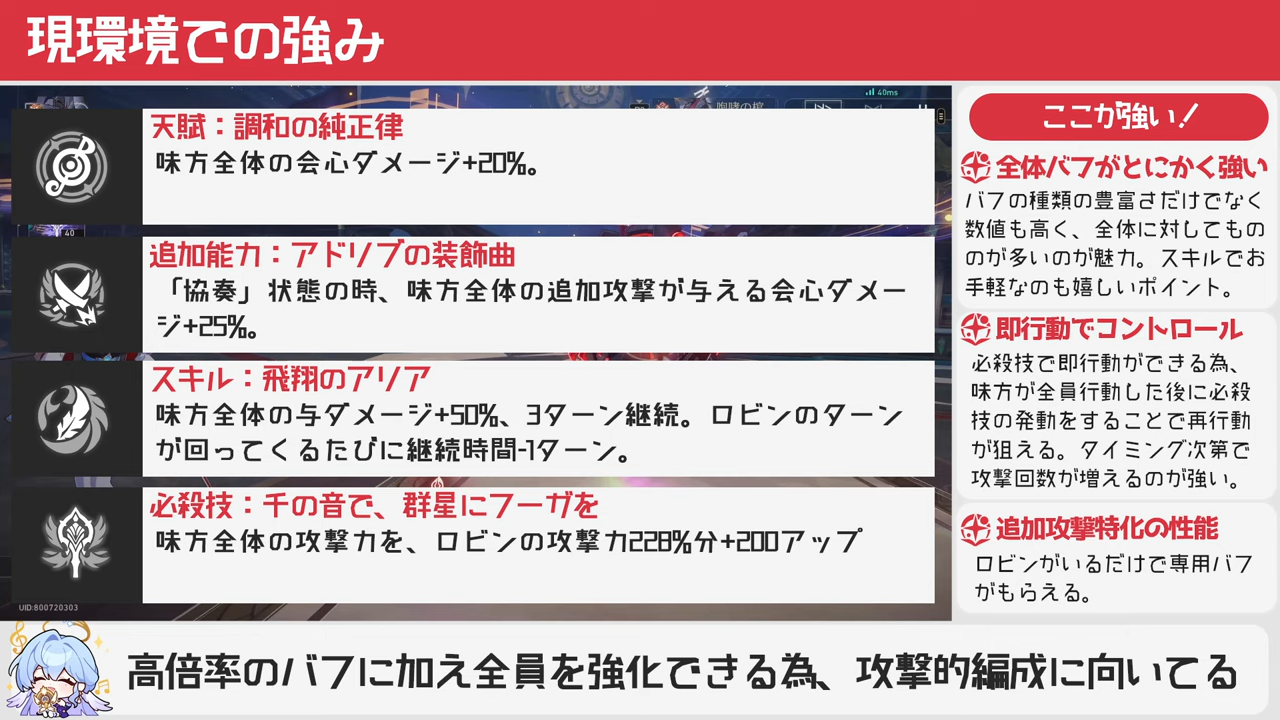 現環境での強み
40ms
天賦：調和の純正律
味方全体の会心ダメージ+20%。
40
追加能力：アドリブの装飾曲
「協奏」状態の時、味方全体の追加攻撃が与える会心ダメー
ジ+25%。
スキル：飛翔のアリア
味方全体の与ダメージ+50%、3ターン継続。ロビンのターン
が回ってくるたびに継続時間-1ターン。
必殺技：千の音で、群星にフーガを
味方全体の攻撃力を、ロビンの攻撃力228%分+200アップ
UID:800720303
ここが強い！
全体バフがとにかく強い
バフの種類の豊富さだけでなく
数値も高く、全体に対してもの
のが多いのが魅力。スキルでお
手軽なのも嬉しいポイント。
即行動でコントロール
必殺技で即行動ができる為、
味方が全員行動した後に必殺
技の発動をすることで再行動
が狙える。タイミング次第で
攻撃回数が増えるのが強い。
追加攻撃特化の性能
ロビンがいるだけで専用バフ
がもらえる。
高倍率のバフに加え全員を強化できる為、攻撃的編成に向いてる